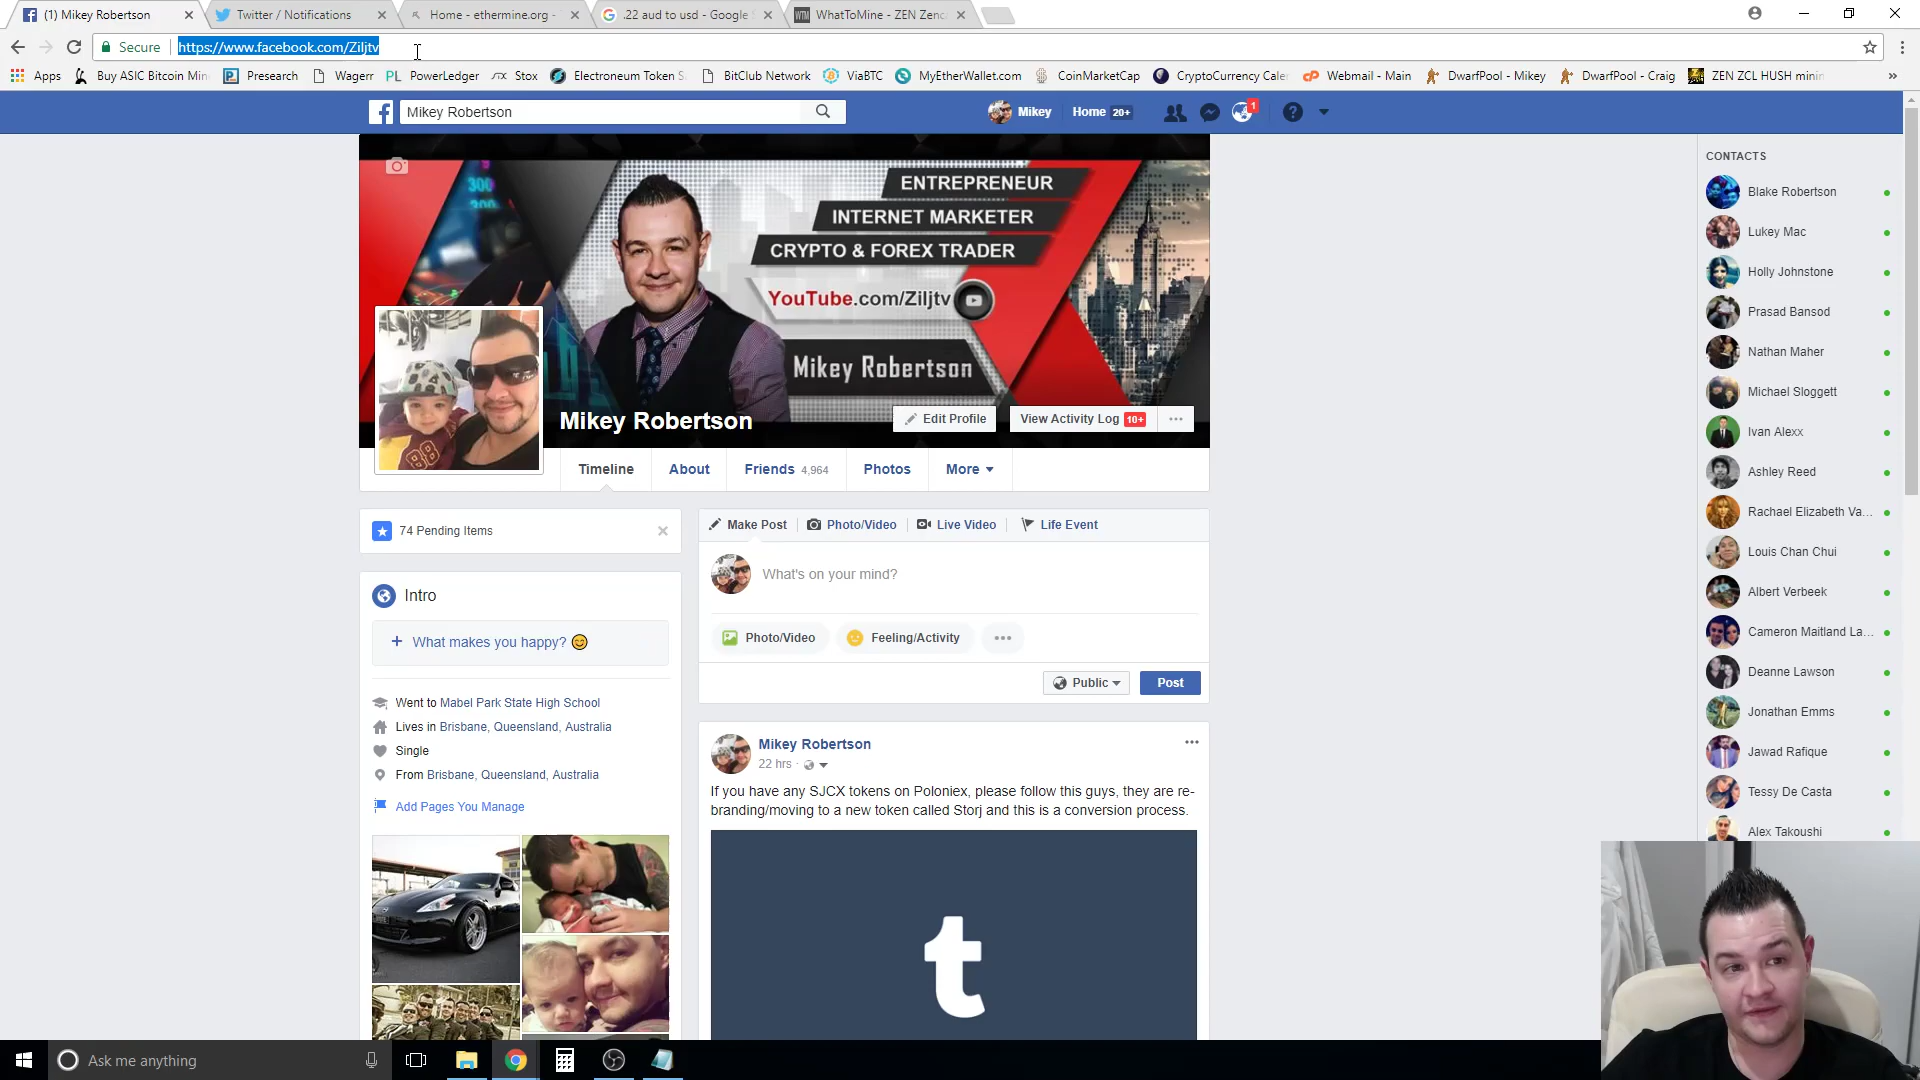 (1) Mikey Robertson
Twitter / Notifications
Home - ethermine.org -
.22 aud to usd - Google S
WhatToMine - ZEN Zenc
Secure
https://www.facebook.com/Ziljtv
Apps
Buy ASIC Bitcoin Min
Presearch
Wagerr
PowerLedger
Stox
Electroneum Token S
BitClub Network
ViaBTC
MyEtherWallet.com
CoinMarketCap
CryptoCurrency Cale
Webmail - Main
DwarfPool - Mikey
DwarfPool - Craig
ZEN ZCL HUSH minin
»
Mikey Robertson
Mikey
Home 20+
1
ENTREPRENEUR
INTERNET MARKETER
CRYPTO & FOREX TRADER
YouTube.com/Ziljtv
Mikey Robertson
Mikey Robertson
Edit Profile
View Activity Log 10+
Timeline
About
Friends 4,964
Photos
More
74 Pending Items
Make Post
Photo/Video
Live Video
Life Event
What's on your mind?
Intro
+ What makes you happy?
Photo/Video
Feeling/Activity
Public
Post
Went to Mabel Park State High School
Lives in Brisbane, Queensland, Australia
Single
From Brisbane, Queensland, Australia
Add Pages You Manage
Mikey Robertson
22 hrs ·
If you have any SJCX tokens on Poloniex, please follow this guys, they are re-
branding/moving to a new token called Storj and this is a conversion process.
t
CONTACTS
Blake Robertson
Lukey Mac
Holly Johnstone
Prasad Bansod
Nathan Maher
Michael Sloggett
Ivan Alexx
Ashley Reed
Rachael Elizabeth Va...
Louis Chan Chui
Albert Verbeek
Cameron Maitland La...
Deanne Lawson
Jonathan Emms
Jawad Rafique
Tessy De Casta
Alex Takoushi
Ask me anything